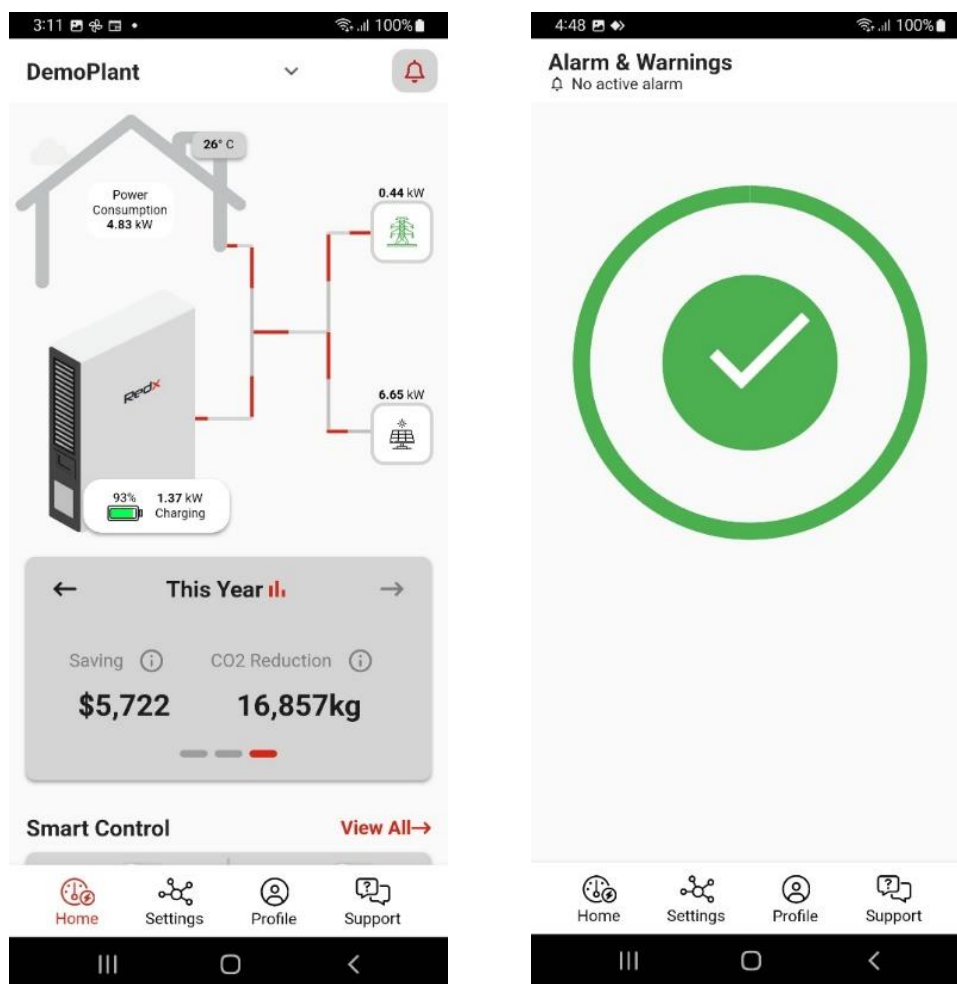 3:11
100%
DemoPlant
26° C
Power
Consumption
4.83 kW
0.44 kW
Redx
6.65 kW
93% 1.37 kW
Charging
This Year
Saving
CO2 Reduction
$5,722
16,857kg
Smart Control
View All→
Home
Settings
Profile
Support
4:48
100%
Alarm & Warnings
No active alarm
Home
Settings
Profile
Support